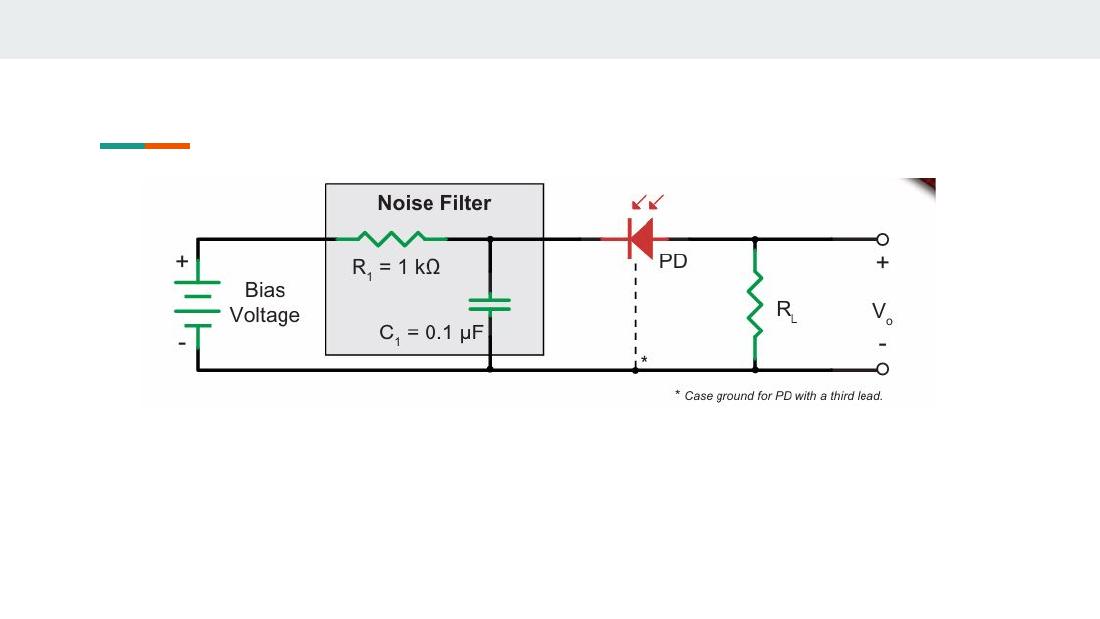 Noise Filter
+
R1 = 1 kΩ
PD
+
Bias
Voltage
RL
Vo
C1 = 0.1 µF
-
-
*
* Case ground for PD with a third lead.